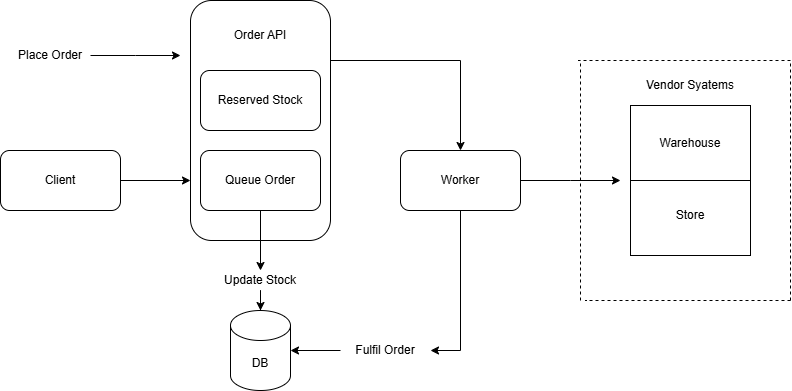 Order API
Place Order
Reserved Stock
Vendor Syatems
Warehouse
Client
Queue Order
Worker
Store
Update Stock
Fulfil Order
DB